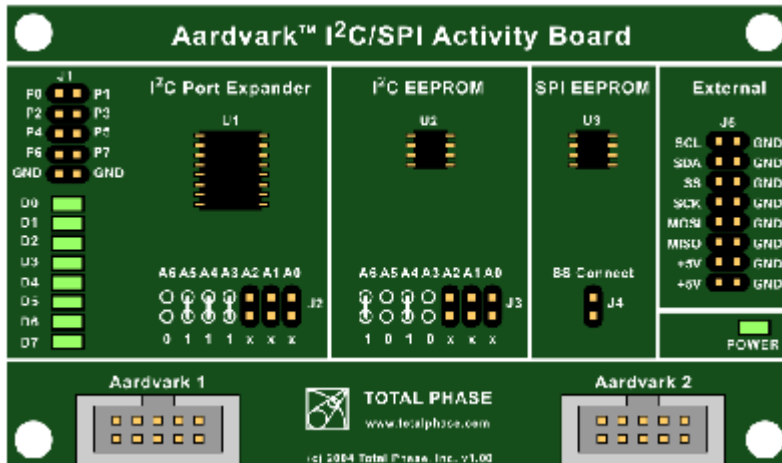 Aardvark™ I²C/SPI Activity Board
J1
P0 P1
P2 P3
P4 P5
P6 P7
GND GND
D0
D1
D2
D3
D4
D5
D6
D7
I²C Port Expander
U1
A6 A5 A4 A3 A2 A1 A0
J2
0 1 1 1 x x x
I²C EEPROM
U2
A6 A5 A4 A3 A2 A1 A0
J3
1 0 1 0 x x x
SPI EEPROM
U3
SS Connect
J4
External
J5
SCL GND
SDA GND
SS GND
SCK GND
MOSI GND
MISO GND
+5V GND
+5V GND
POWER
Aardvark 1
TOTAL PHASE
www.totalphase.com
(c) 2004 Total Phase, Inc. v1.00
Aardvark 2